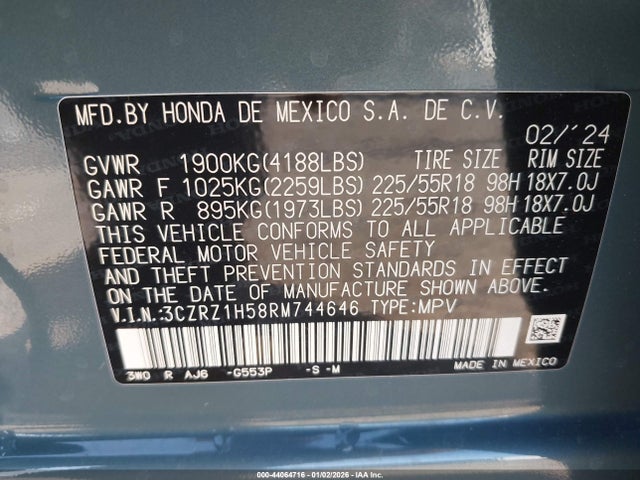 MFD.BY HONDA DE MEXICO S.A. DE C.V.
02/'24
GVWR 1900KG(4188LBS) TIRE SIZE RIM SIZE
GAWR F 1025KG(2259LBS) 225/55R18 98H 18X7.0J
GAWR R 895KG(1973LBS) 225/55R18 98H 18X7.0J
THIS VEHICLE CONFORMS TO ALL APPLICABLE
FEDERAL MOTOR VEHICLE SAFETY
AND THEFT PREVENTION STANDARDS IN EFFECT
ON THE DATE OF MANUFACTURE SHOWN ABOVE.
V.I.N.:3CZRZ1H58RM744646 TYPE:MPV
3W0 R AJ6 -G553P -S -M MADE IN MEXICO
000-44064716 - 01/02/2026 - IAA Inc.